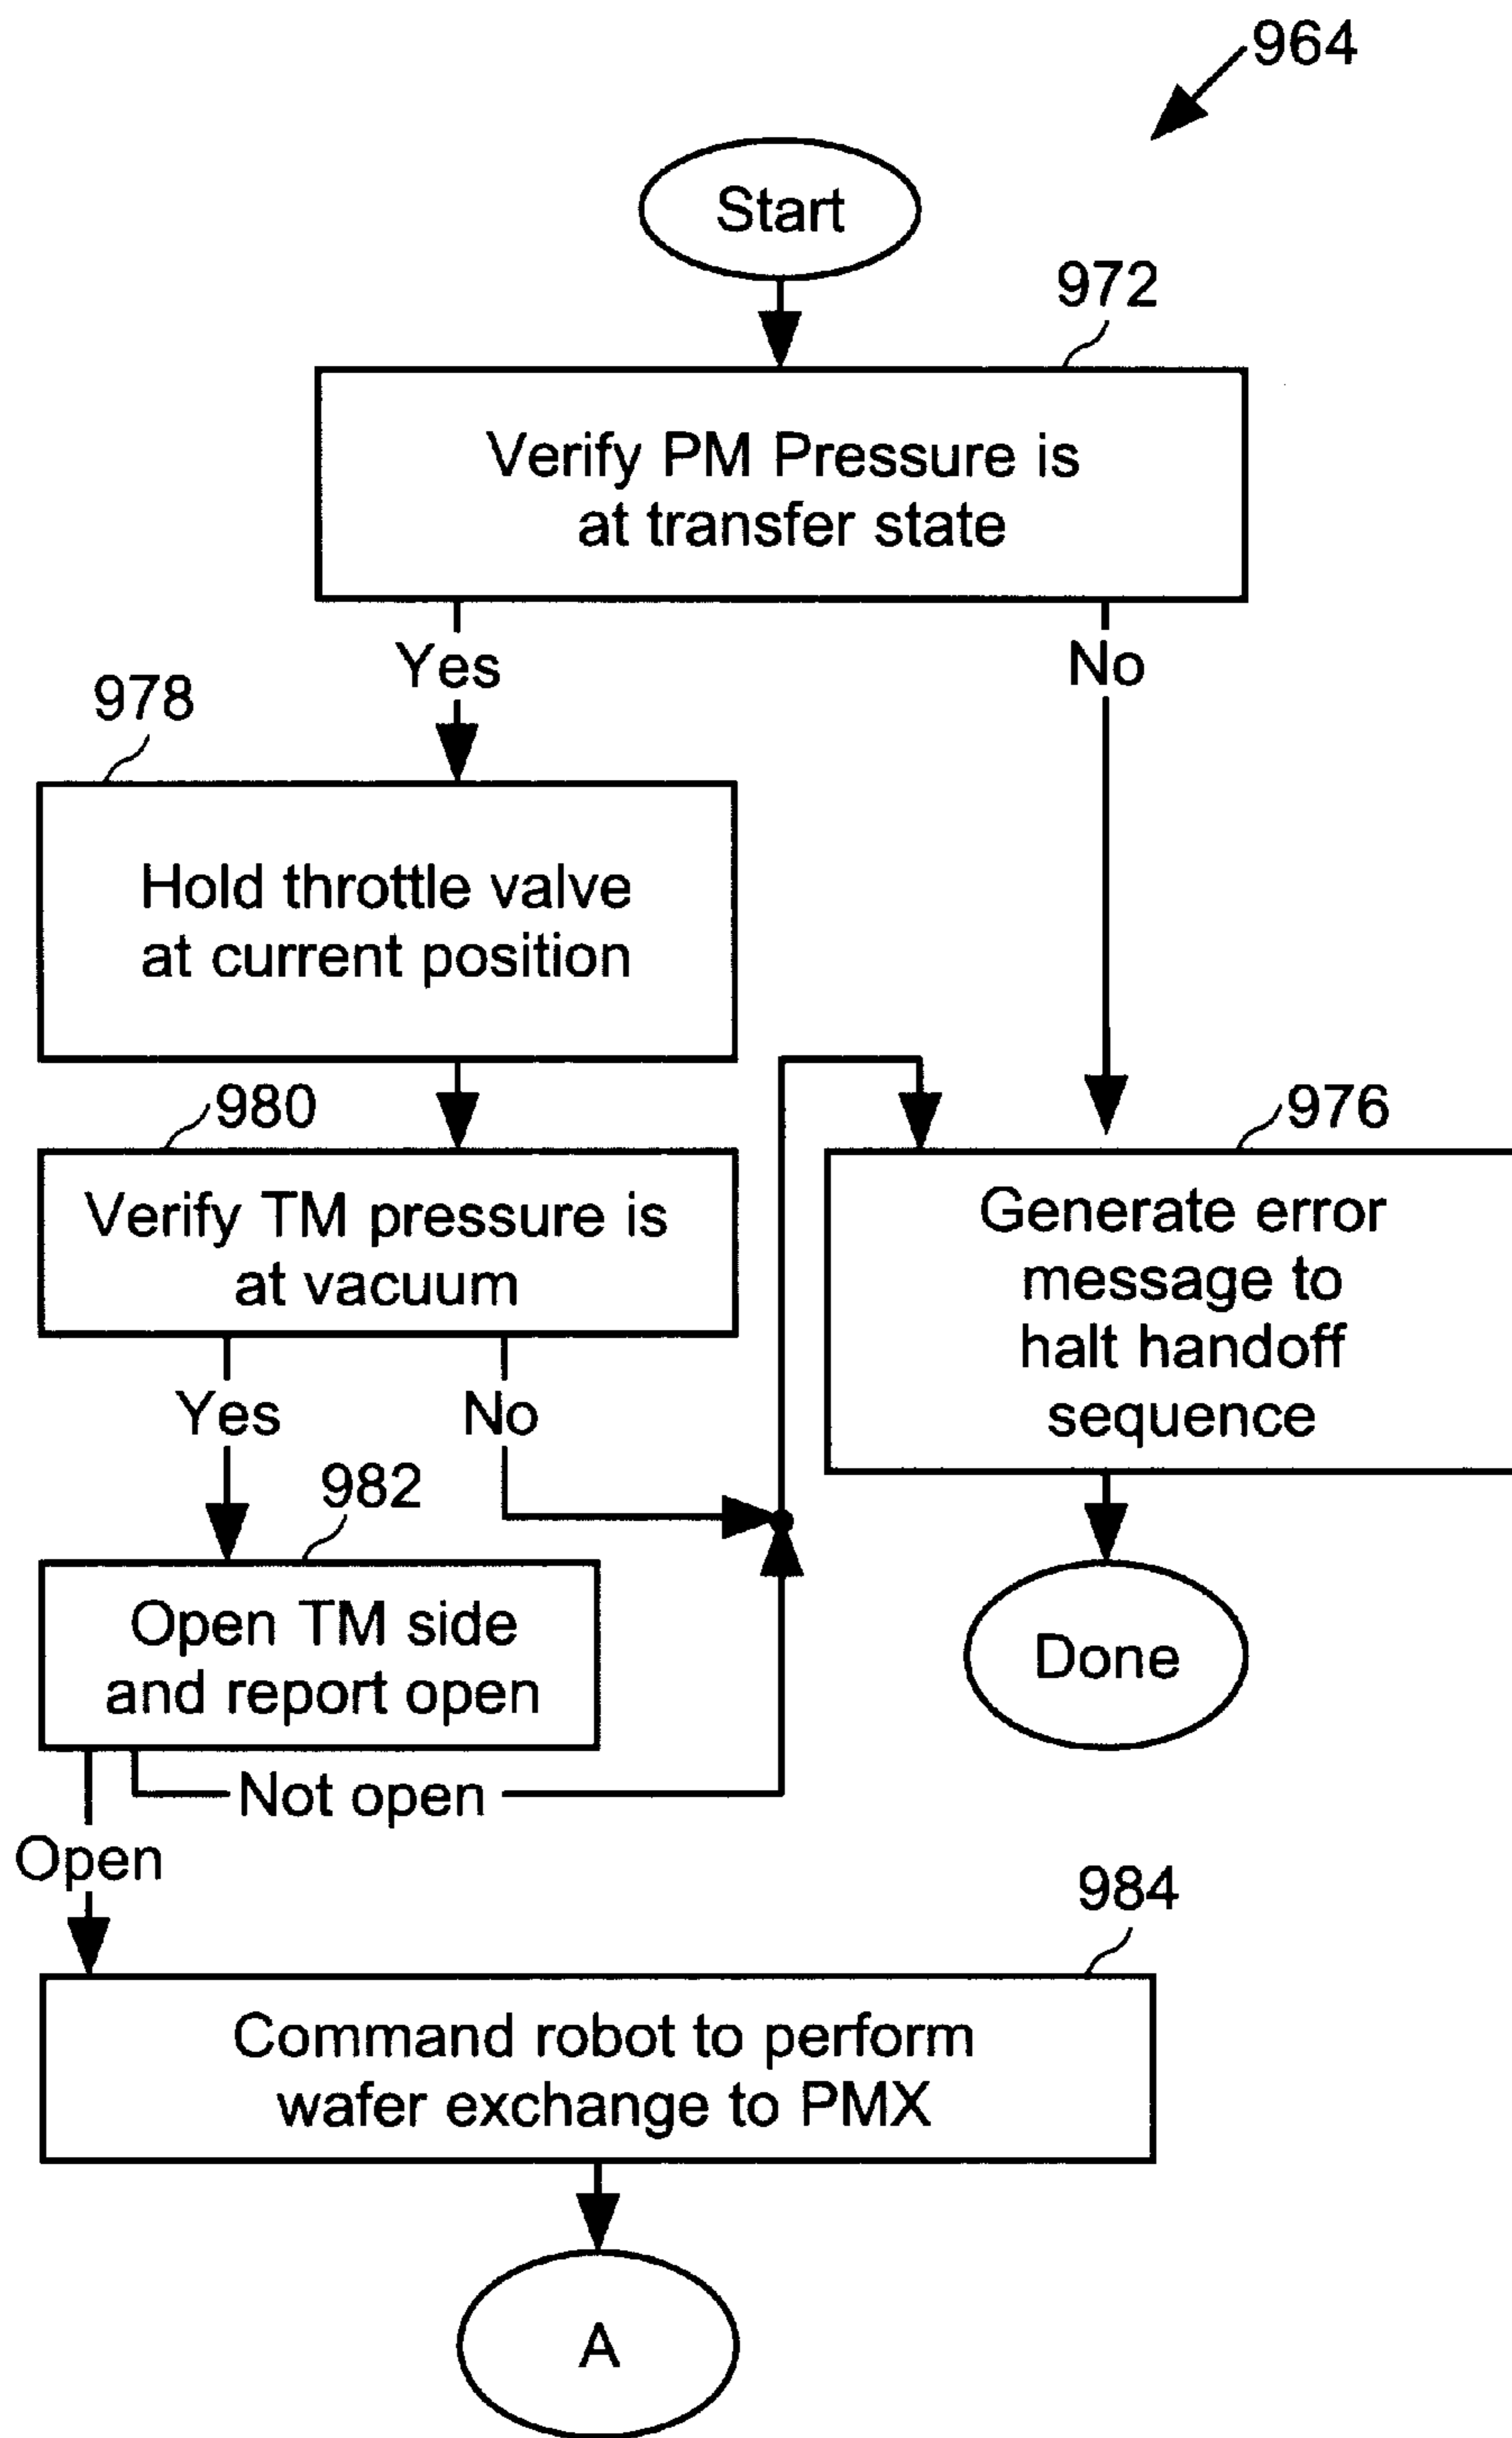 964
Start
972
Verify PM Pressure is
at transfer state
Yes
No
978
Hold throttle valve
at current position
980
Verify TM pressure is
at vacuum
976
Generate error
message to
halt handoff
sequence
Yes
No
982
Open TM side
and report open
Done
Not open
Open
984
Command robot to perform
wafer exchange to PMX
A